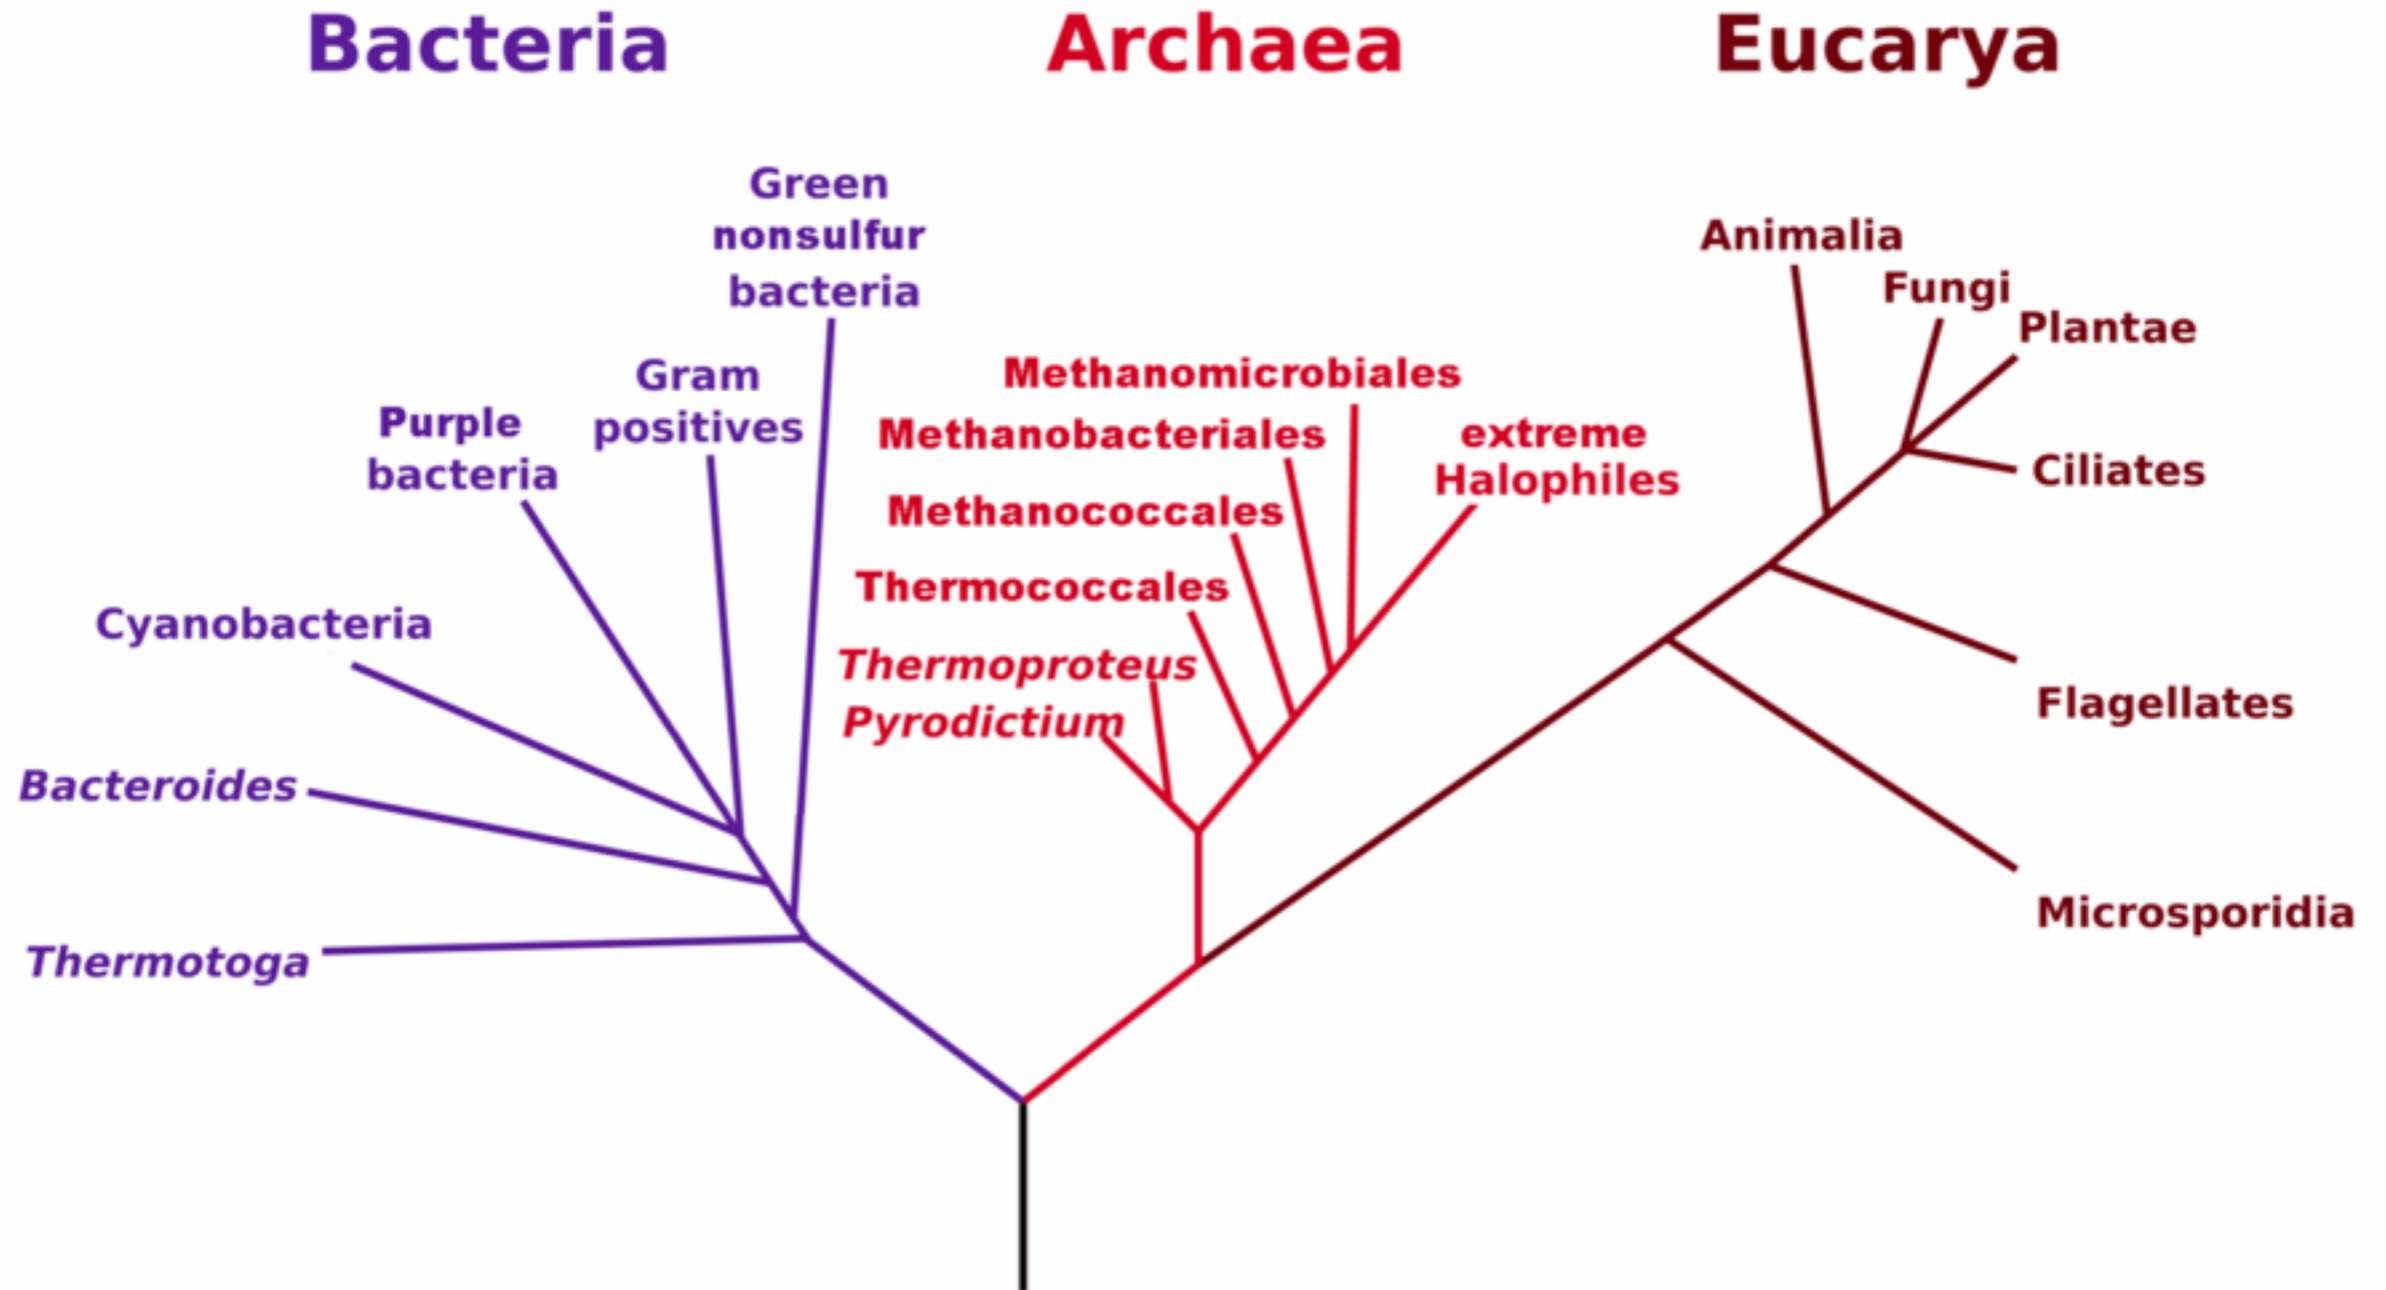 Bacteria
Archaea
Eucarya
Green
nonsulfur
bacteria
Gram
positives
Purple
bacteria
Cyanobacteria
Bacteroides
Thermotoga
Methanomicrobiales
Methanobacteriales
extreme
Halophiles
Methanococcales
Thermococcales
Thermoproteus
Pyrodictium
Animalia
Fungi
Plantae
Ciliates
Flagellates
Microsporidia